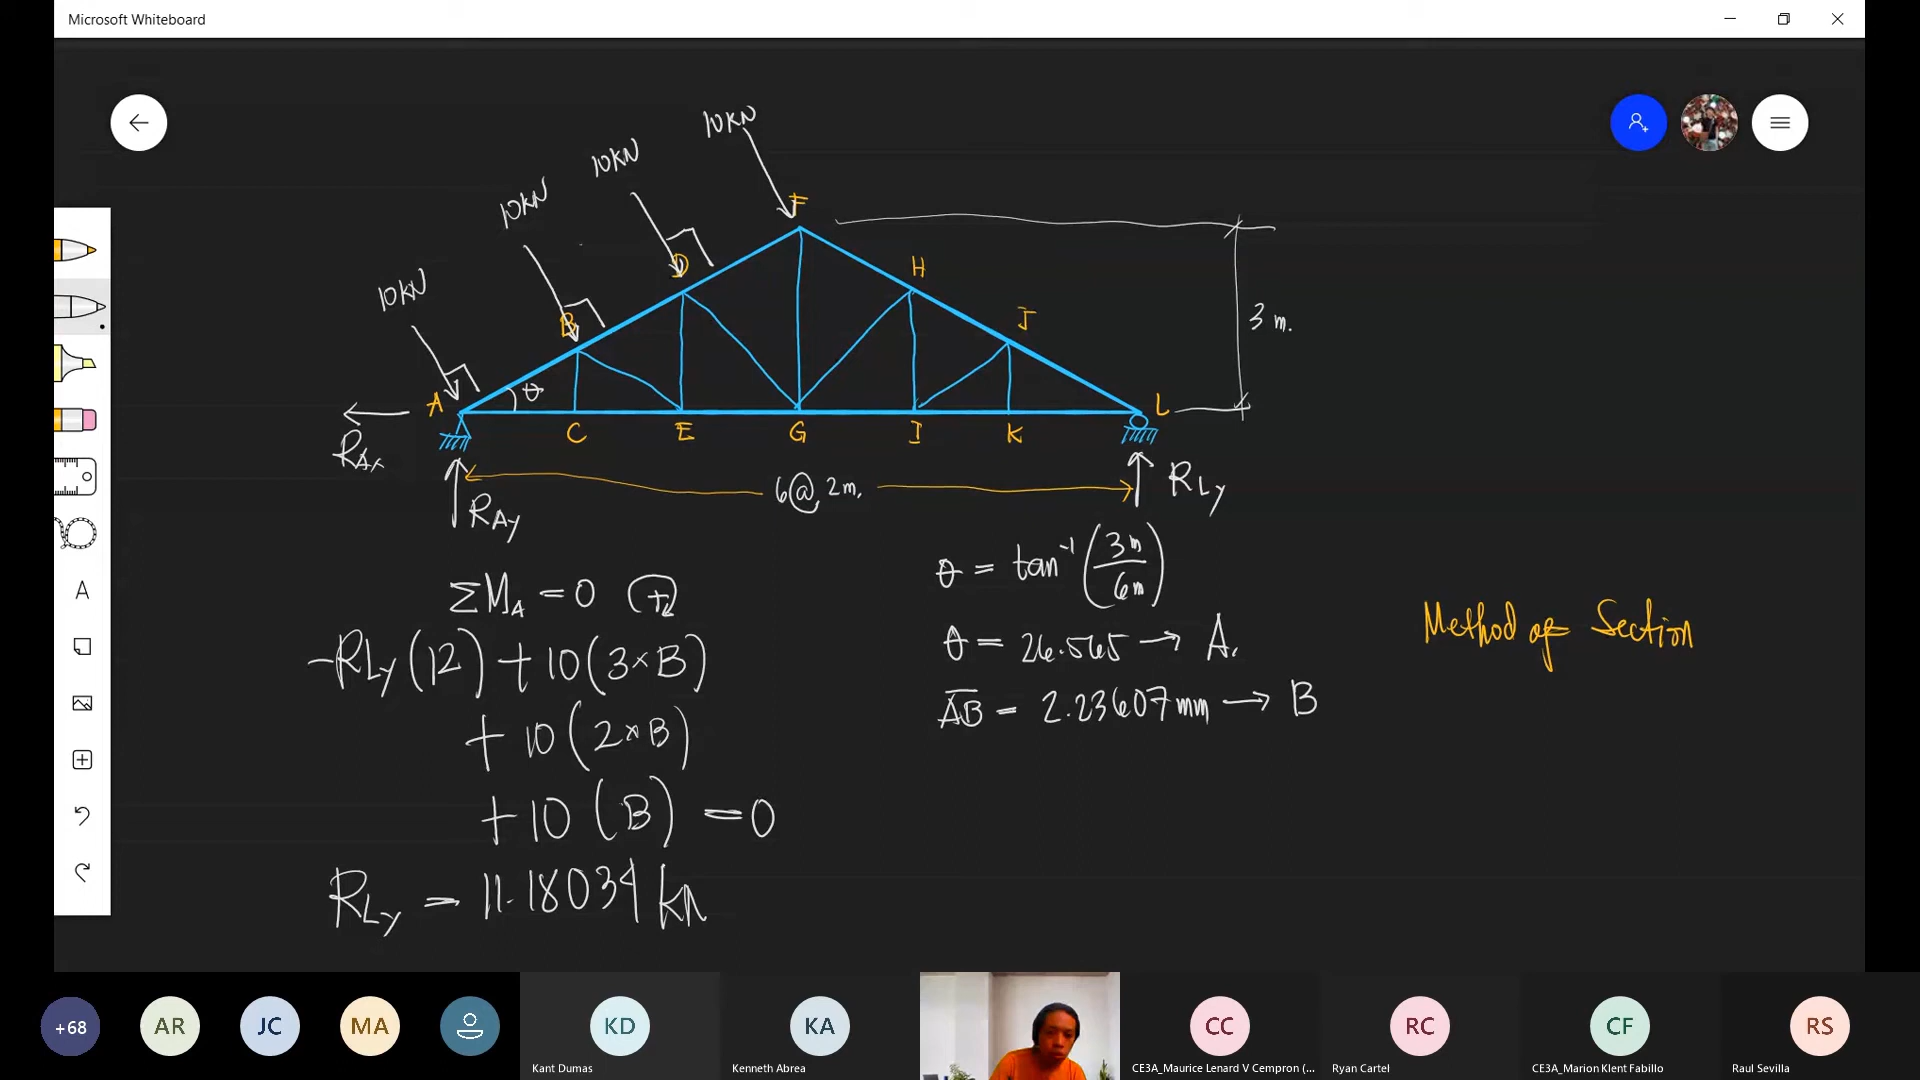 Microsoft Whiteboard
10KN
10KN
10KN
10KN
F
D
H
B
J
3 m.
A
θ
L
C
E
G
I
K
RAx
6@ 2m.
RLy
RAy
θ = tan⁻¹ (3m/6m)
ΣMA = 0 (+)
θ = 26.565 → A.
Method of Section
-RLy(12) + 10(3×B)
AB = 2.23607mm → B
+ 10(2×B)
+ 10 (B) = 0
RLy = 11.18034 kN
A
+68
AR
JC
MA
KD
KA
CC
RC
CF
RS
Kant Dumas
Kenneth Abrea
CE3A_Maurice Lenard V Cempron (...
Ryan Cartel
CE3A_Marion Klent Fabillo
Raul Sevilla